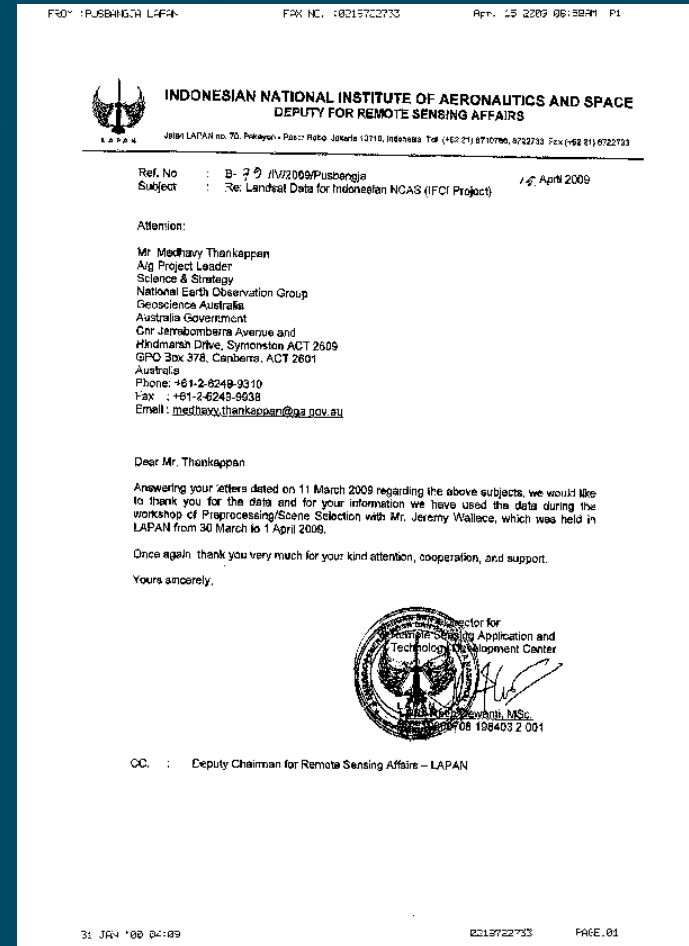 FROM :PUSBANGJA LAPAN FAX NO. :0218722733 Apr. 15 2009 06:58AM P1
INDONESIAN NATIONAL INSTITUTE OF AERONAUTICS AND SPACE
DEPUTY FOR REMOTE SENSING AFFAIRS
LAPAN
Jalan LAPAN no. 70, Pekayon - Pasar Rebo Jakarta 13710, Indonesia Tel (+62 21) 8710786, 8722733 Fax (+62 21) 8722733
Ref. No : B- 79 /IV/2009/Pusbangja 15 April 2009
Subject : Re: Landsat Data for Indonesian NCAS (IFCI Project)
Attention:
Mr Medhavy Thankappan
A/g Project Leader
Science & Strategy
National Earth Observation Group
Geoscience Australia
Australia Government
Cnr Jerrabomberra Avenue and
Hindmarsh Drive, Symonston ACT 2609
GPO Box 378, Canberra, ACT 2601
Australia
Phone: +61-2-6249-9310
Fax : +61-2-6249-9938
Email : medhavy.thankappan@ga.gov.au
Dear Mr. Thankappan
Answering your letters dated on 11 March 2009 regarding the above subjects, we would like
to thank you for the data and for your information we have used the data during the
workshop of Preprocessing/Scene Selection with Mr. Jeremy Wallace, which was held in
LAPAN from 30 March to 1 April 2009.
Once again thank you very much for your kind attention, cooperation, and support.
Yours sincerely,
Director for
Remote Sensing Application and
Technology Development Center
LAPAN
Dewanti, MSc.
198403 2 001
CC. : Deputy Chairman for Remote Sensing Affairs – LAPAN
31 JAN '00 04:09 0218722733 PAGE.01